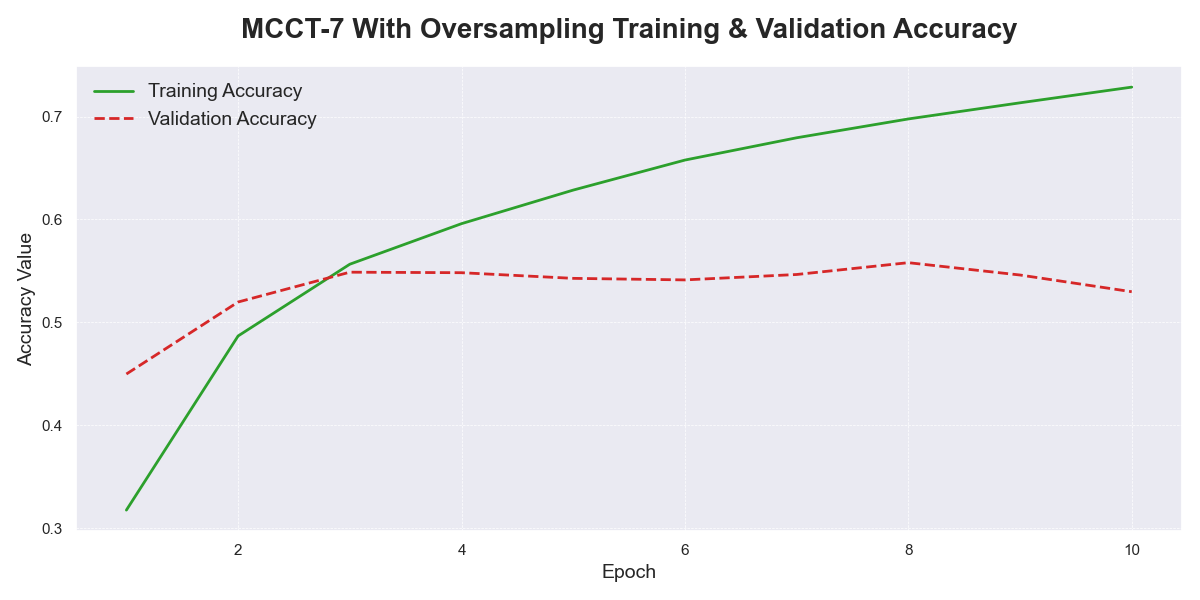 MCCT-7 With Oversampling Training & Validation Accuracy
Training Accuracy
Validation Accuracy
Accuracy Value
0.7
0.6
0.5
0.4
0.3
2 4 6 8 10
Epoch